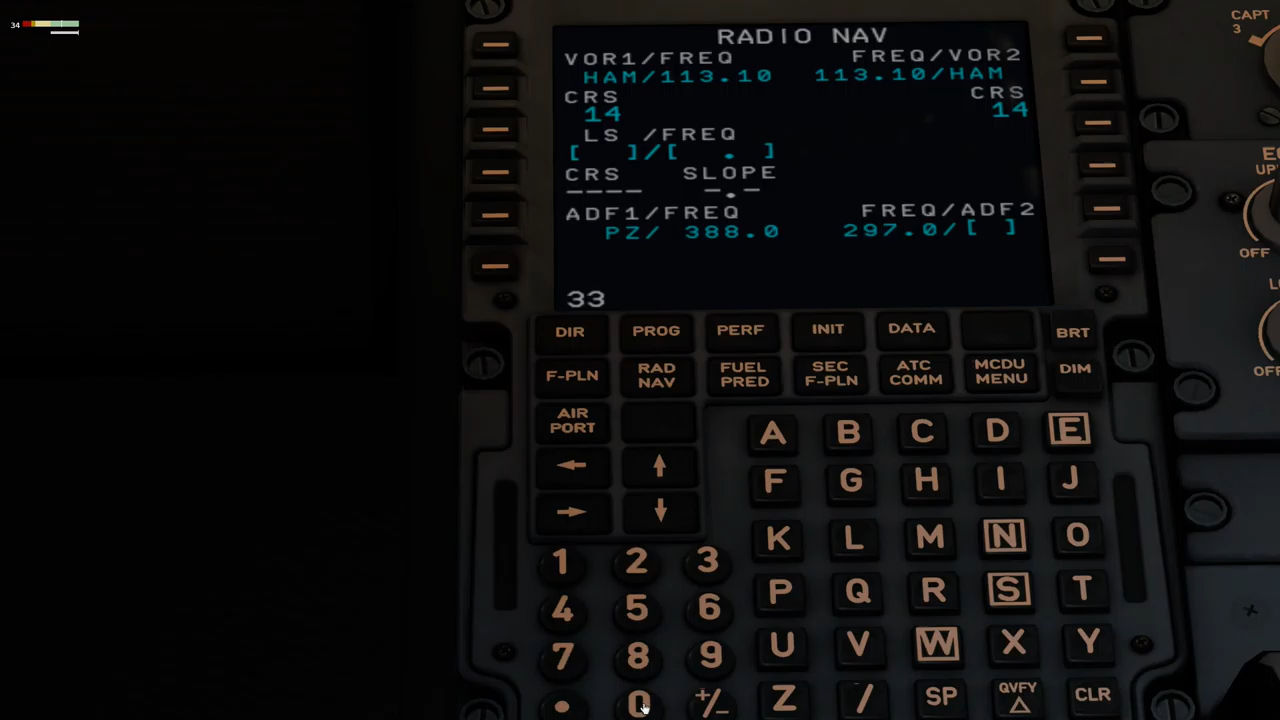 34
RADIO NAV
VOR1/FREQ FREQ/VOR2
HAM/113.10 113.10/HAM
CRS CRS
14 14
LS /FREQ
[ ]/[ . ]
CRS SLOPE
---- -.-
ADF1/FREQ FREQ/ADF2
PZ/ 388.0 297.0/[ ]
33
DIR PROG PERF INIT DATA BRT
F-PLN RAD NAV FUEL PRED SEC F-PLN ATC COMM MCDU MENU DIM
AIR PORT
← ↑
→ ↓
A B C D E
F G H I J
K L M N O
P Q R S T
U V W X Y
Z / SP QVFY △ CLR
1 2 3
4 5 6
7 8 9
. 0 +/-
CAPT
3
UP
OFF
OFF